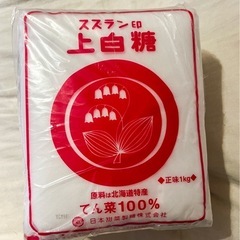 スズラン印
上白糖
◆正味1kg◆
原料は北海道特産
てん菜100%
日本甜菜製糖株式会社